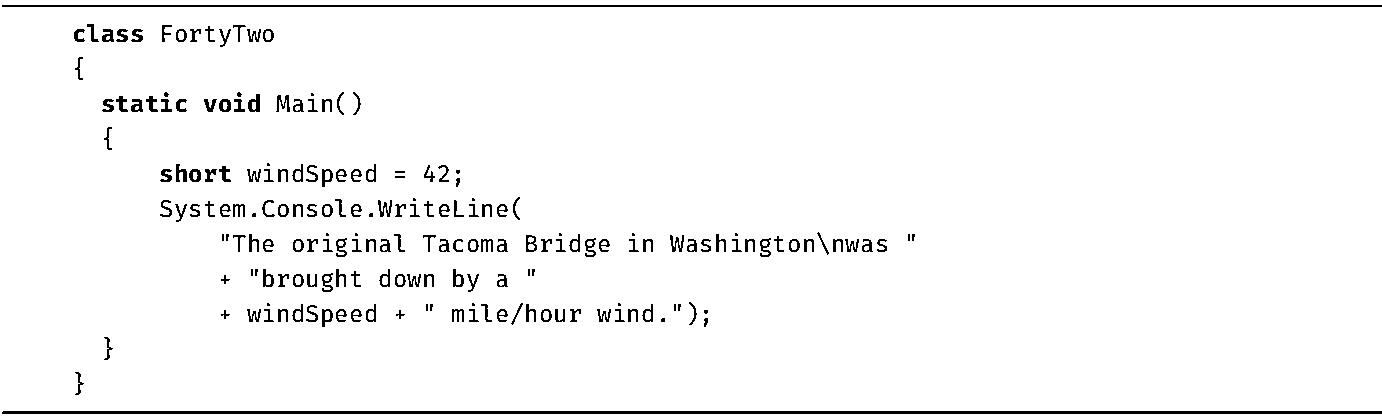 class FortyTwo
{
  static void Main()
  {
      short windSpeed = 42;
      System.Console.WriteLine(
          "The original Tacoma Bridge in Washington\nwas "
          + "brought down by a "
          + windSpeed + " mile/hour wind.");
  }
}